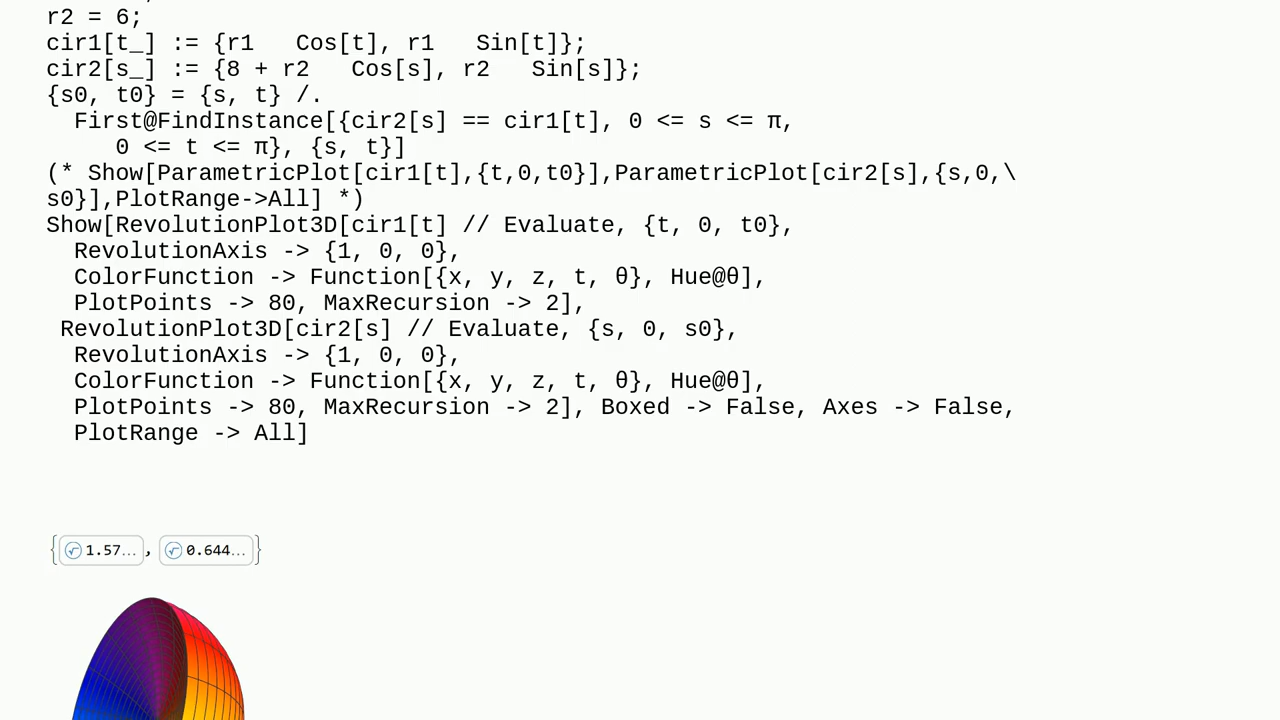 r2 = 6;
cir1[t_] := {r1   Cos[t], r1   Sin[t]};
cir2[s_] := {8 + r2   Cos[s], r2   Sin[s]};
{s0, t0} = {s, t} /.
  First@FindInstance[{cir2[s] == cir1[t], 0 <= s <= π,
     0 <= t <= π}, {s, t}]
(* Show[ParametricPlot[cir1[t],{t,0,t0}],ParametricPlot[cir2[s],{s,0,\
s0}],PlotRange->All] *)
Show[RevolutionPlot3D[cir1[t] // Evaluate, {t, 0, t0},
  RevolutionAxis -> {1, 0, 0},
  ColorFunction -> Function[{x, y, z, t, θ}, Hue@θ],
  PlotPoints -> 80, MaxRecursion -> 2],
 RevolutionPlot3D[cir2[s] // Evaluate, {s, 0, s0},
  RevolutionAxis -> {1, 0, 0},
  ColorFunction -> Function[{x, y, z, t, θ}, Hue@θ],
  PlotPoints -> 80, MaxRecursion -> 2], Boxed -> False, Axes -> False,
  PlotRange -> All]
{√ 1.57..., √ 0.644...}